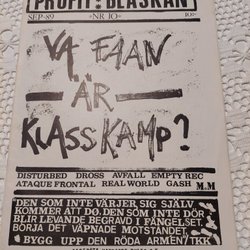 PROFIT: BLASKAN
SEP-89 •NR 10• 10:-
VA FAAN
ÄR
KLASSKAMP?
DISTURBED DROSS AVFALL EMPTY REC
ATAQUE FRONTAL REAL WORLD GASH M.M
"DEN SOM INTE VÄRJER SIG SJÄLV
KOMMER ATT DØ. DEN SOM INTE DÖR
BLIR LEVANDE BEGRAVD I FÄNGELSET
BÖRJA DET VÄPNADE MOTSTÅNDET,
BYGG UPP DEN RÖDA ARMÉN"/TKK